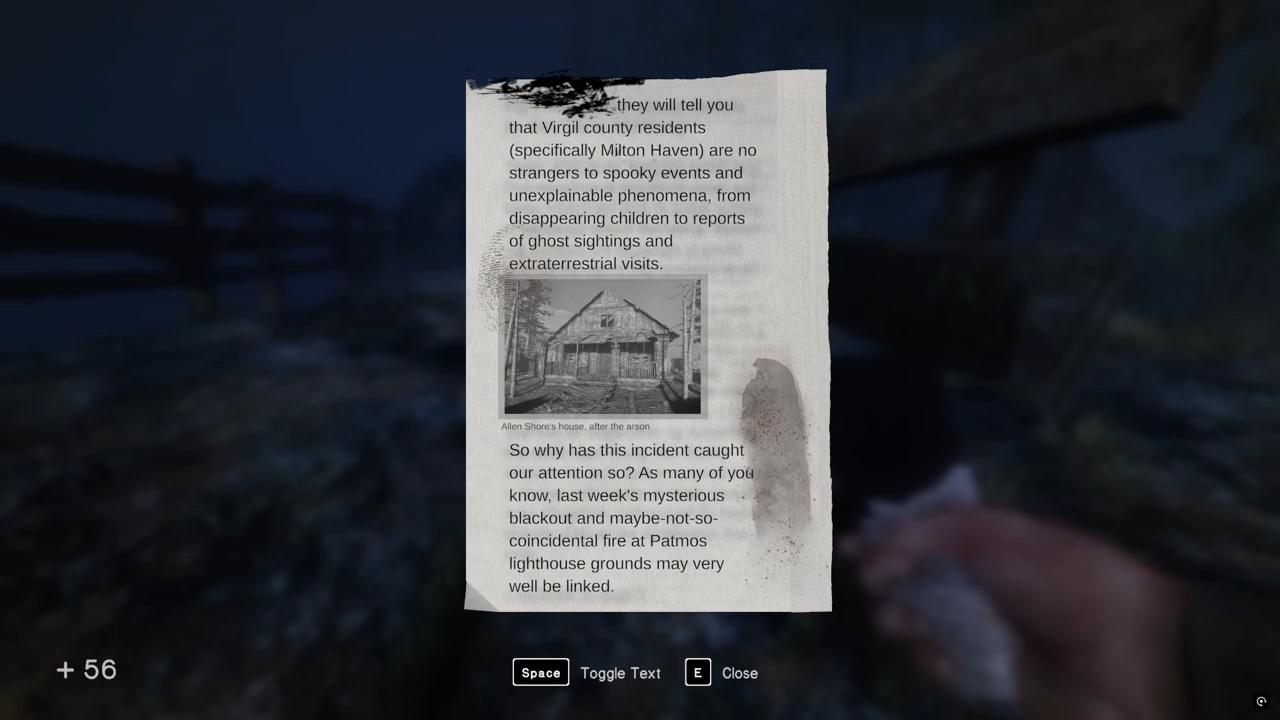 they will tell you
that Virgil county residents
(specifically Milton Haven) are no
strangers to spooky events and
unexplainable phenomena, from
disappearing children to reports
of ghost sightings and
extraterrestrial visits.
Allen Shore's house, after the arson
So why has this incident caught
our attention so? As many of you
know, last week's mysterious
blackout and maybe-not-so-
coincidental fire at Patmos
lighthouse grounds may very
well be linked.
+ 56
Space Toggle Text E Close